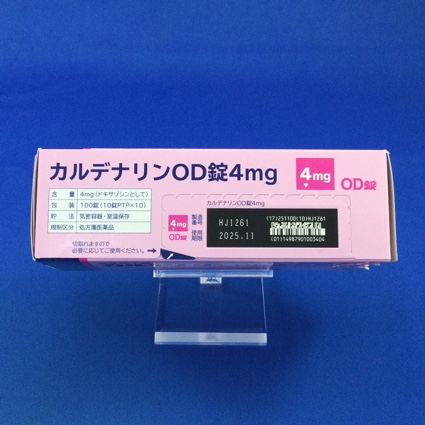 カルデナリンOD錠4mg
4mg
OD錠
含 量 4mg(ドキサゾシンとして)
包 装 100錠(10錠PTP×10)
貯 法 気密容器・室温保存
規制区分 処方箋医薬品
切取れますので
必要に応じてご使用ください。
カルデナリンOD錠4mg
4mg
OD錠
製造番号 HJ1261
使用期限 2025.11
(17)251100(10)HJ1261
(01)14987901003404